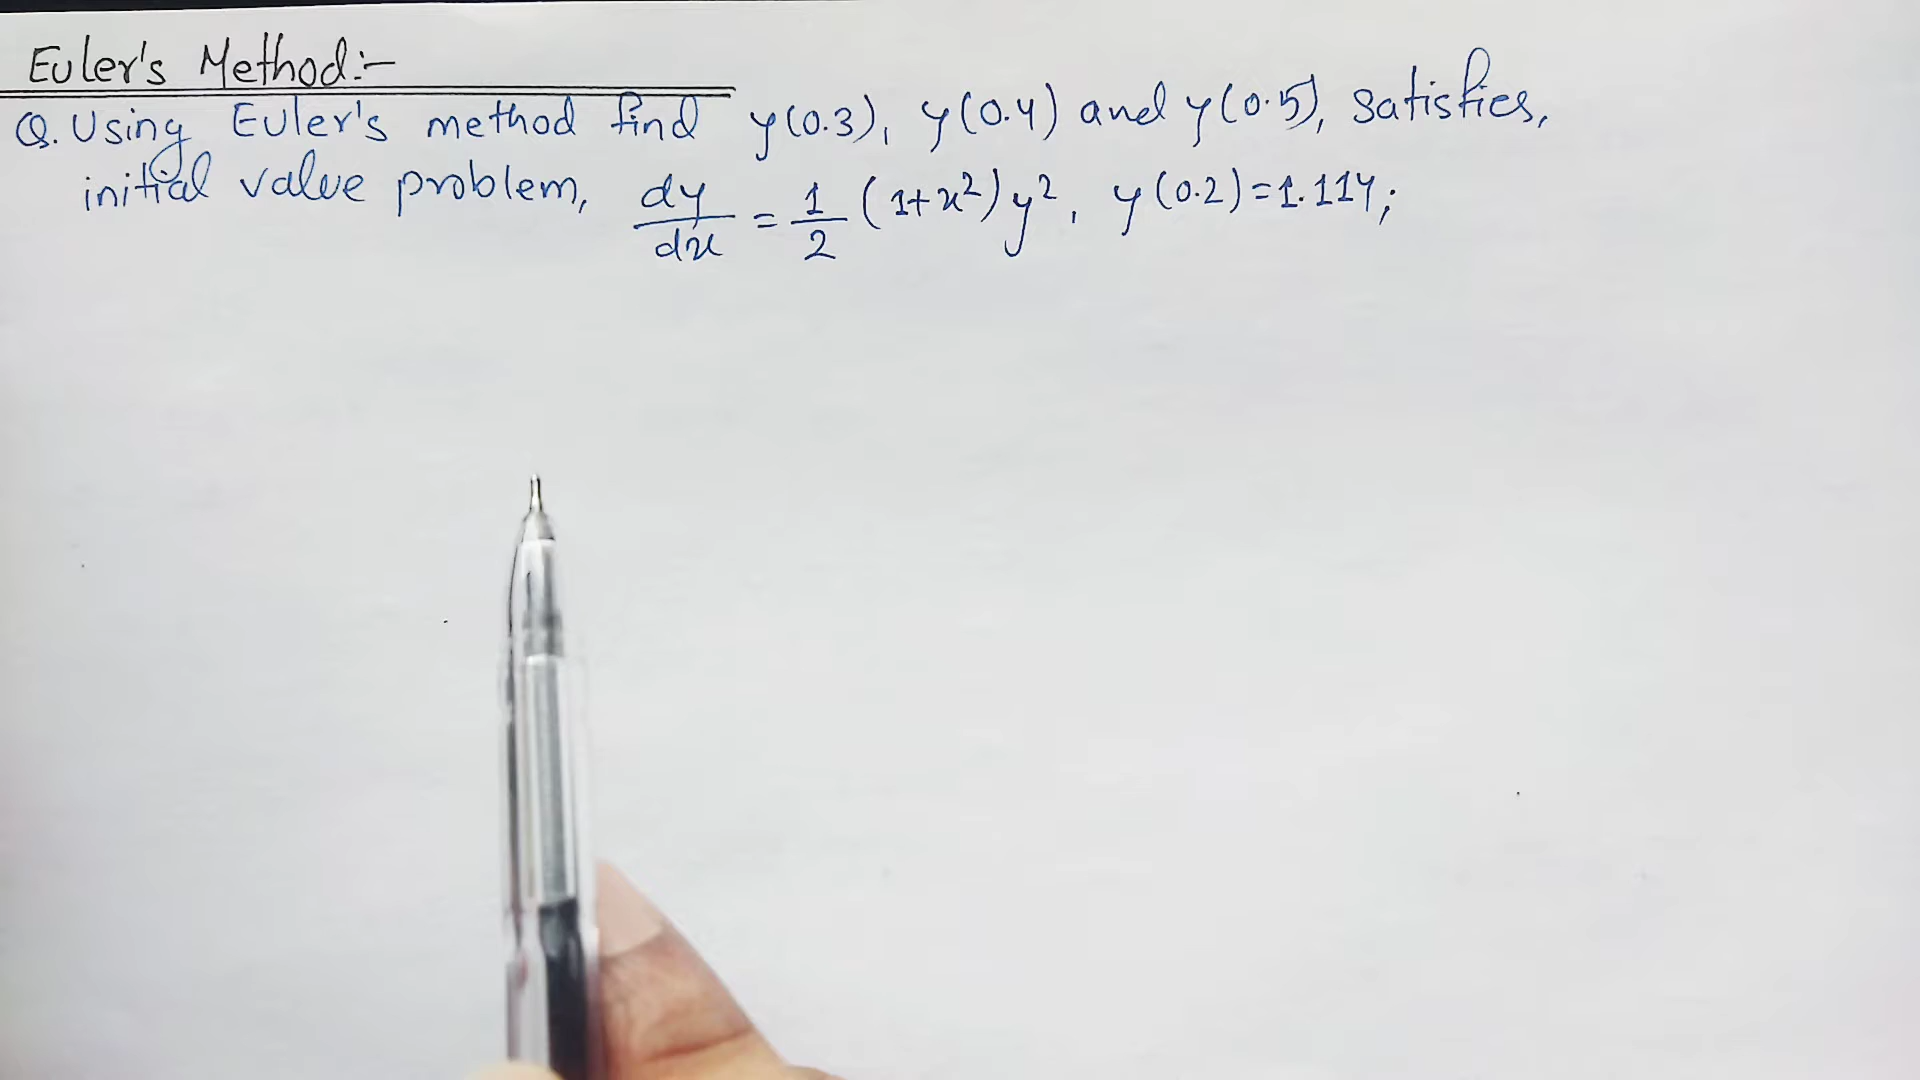 Euler's Method:-
Q. Using Euler's method find y(0.3), y(0.4) and y(0.5), satisfies,
initial value problem, dy/dx = 1/2 (1+x²)y², y(0.2)=1.114;